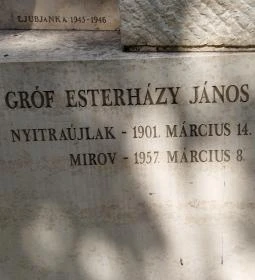 LJUBJANKA 1945-1946
GRÓF ESTERHÁZY JÁNOS
NYITRAÚJLAK - 1901. MÁRCIUS 14.
MIROV - 1957. MÁRCIUS 8.